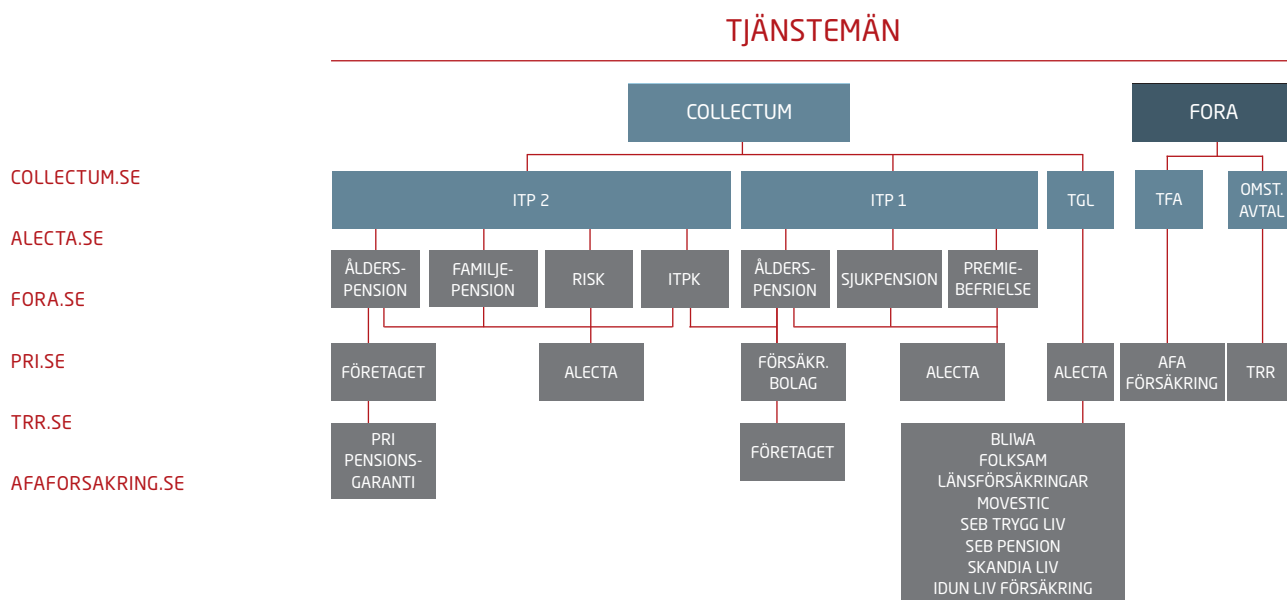 TJÄNSTEMÄN
COLLECTUM
FORA
COLLECTUM.SE
ALECTA.SE
FORA.SE
PRI.SE
TRR.SE
AFAFORSAKRING.SE
ITP 2
ITP 1
TGL
TFA
OMST.
AVTAL
ÅLDERS-
PENSION
FAMILJE-
PENSION
RISK
ITPK
ÅLDERS-
PENSION
SJUKPENSION
PREMIE-
BEFRIELSE
FÖRETAGET
ALECTA
FÖRSÄKR.
BOLAG
ALECTA
ALECTA
AFA
FÖRSÄKRING
TRR
PRI
PENSIONS-
GARANTI
FÖRETAGET
BLIWA
FOLKSAM
LÄNSFÖRSÄKRINGAR
MOVESTIC
SEB TRYGG LIV
SEB PENSION
SKANDIA LIV
IDUN LIV FÖRSÄKRING